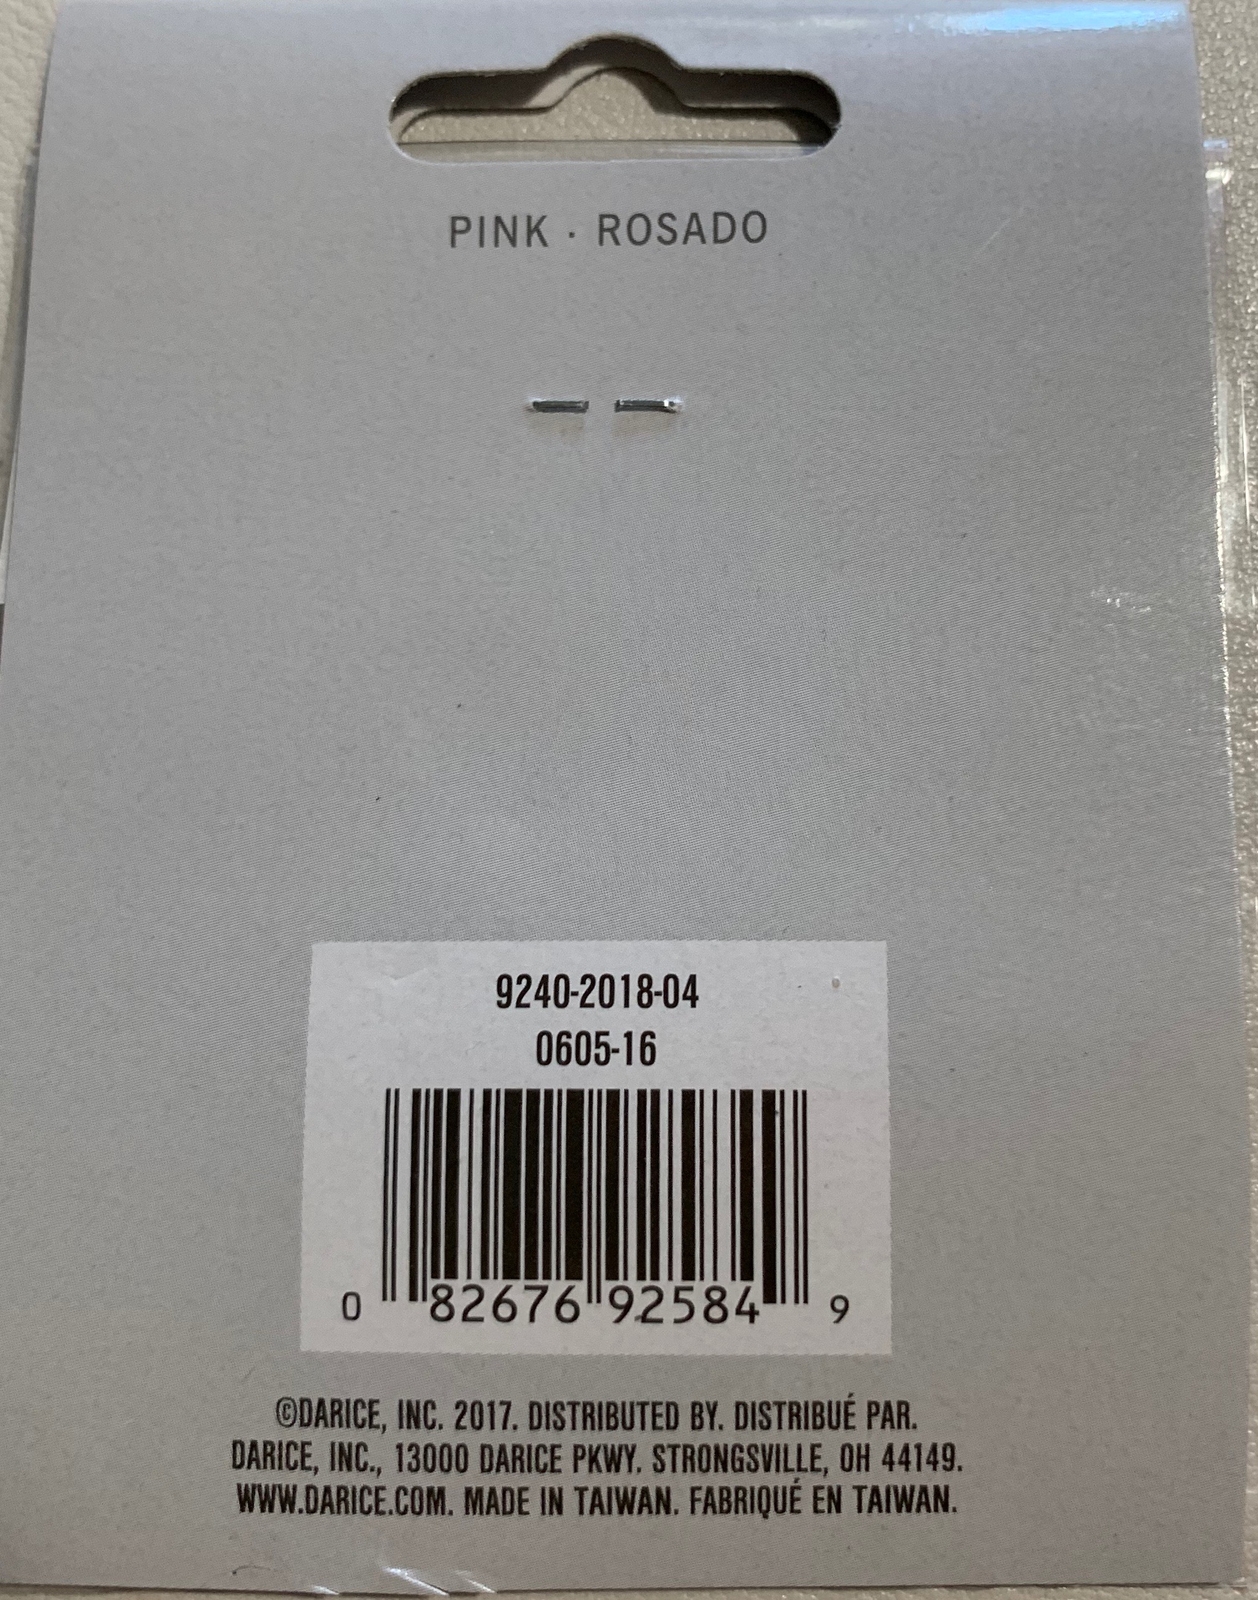 PINK · ROSADO
9240-2018-04
0605-16
0 82676 92584 9
©DARICE, INC. 2017. DISTRIBUTED BY. DISTRIBUÉ PAR.
DARICE, INC., 13000 DARICE PKWY. STRONGSVILLE, OH 44149.
WWW.DARICE.COM. MADE IN TAIWAN. FABRIQUÉ EN TAIWAN.